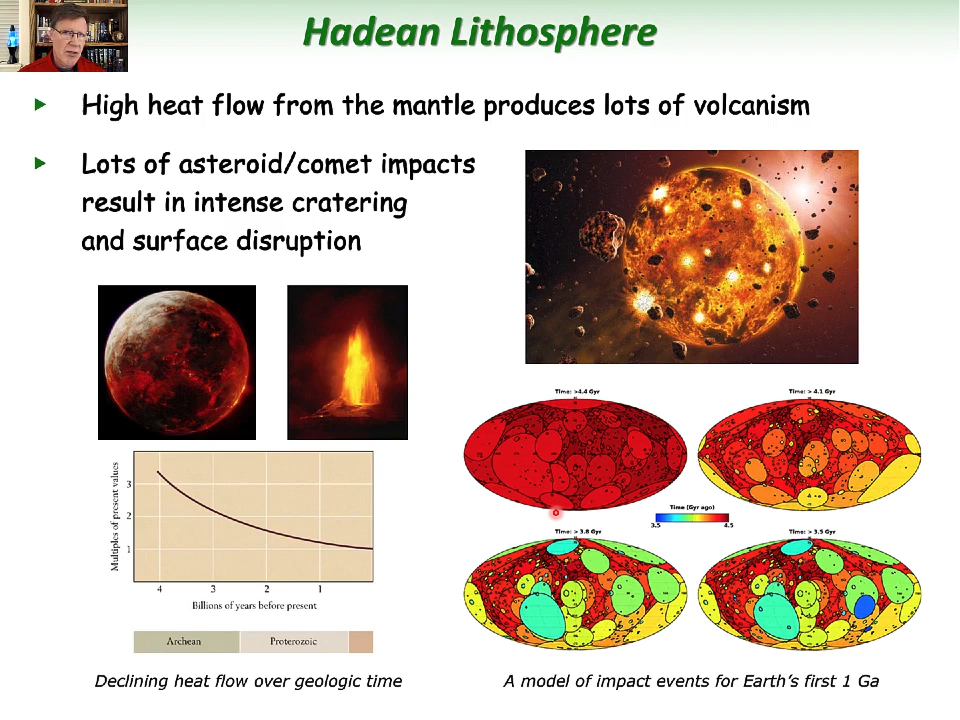 Hadean Lithosphere
High heat flow from the mantle produces lots of volcanism
Lots of asteroid/comet impacts
result in intense cratering
and surface disruption
Time: >4.4 Gyr
Time: > 4.1 Gyr
Multiples of present values
3
2
1
4
3
2
1
Billions of years before present
Archean
Proterozoic
Time (Gyr ago)
3.5
4.5
Time: > 3.8 Gyr
Time: > 3.5 Gyr
Declining heat flow over geologic time
A model of impact events for Earth's first 1 Ga